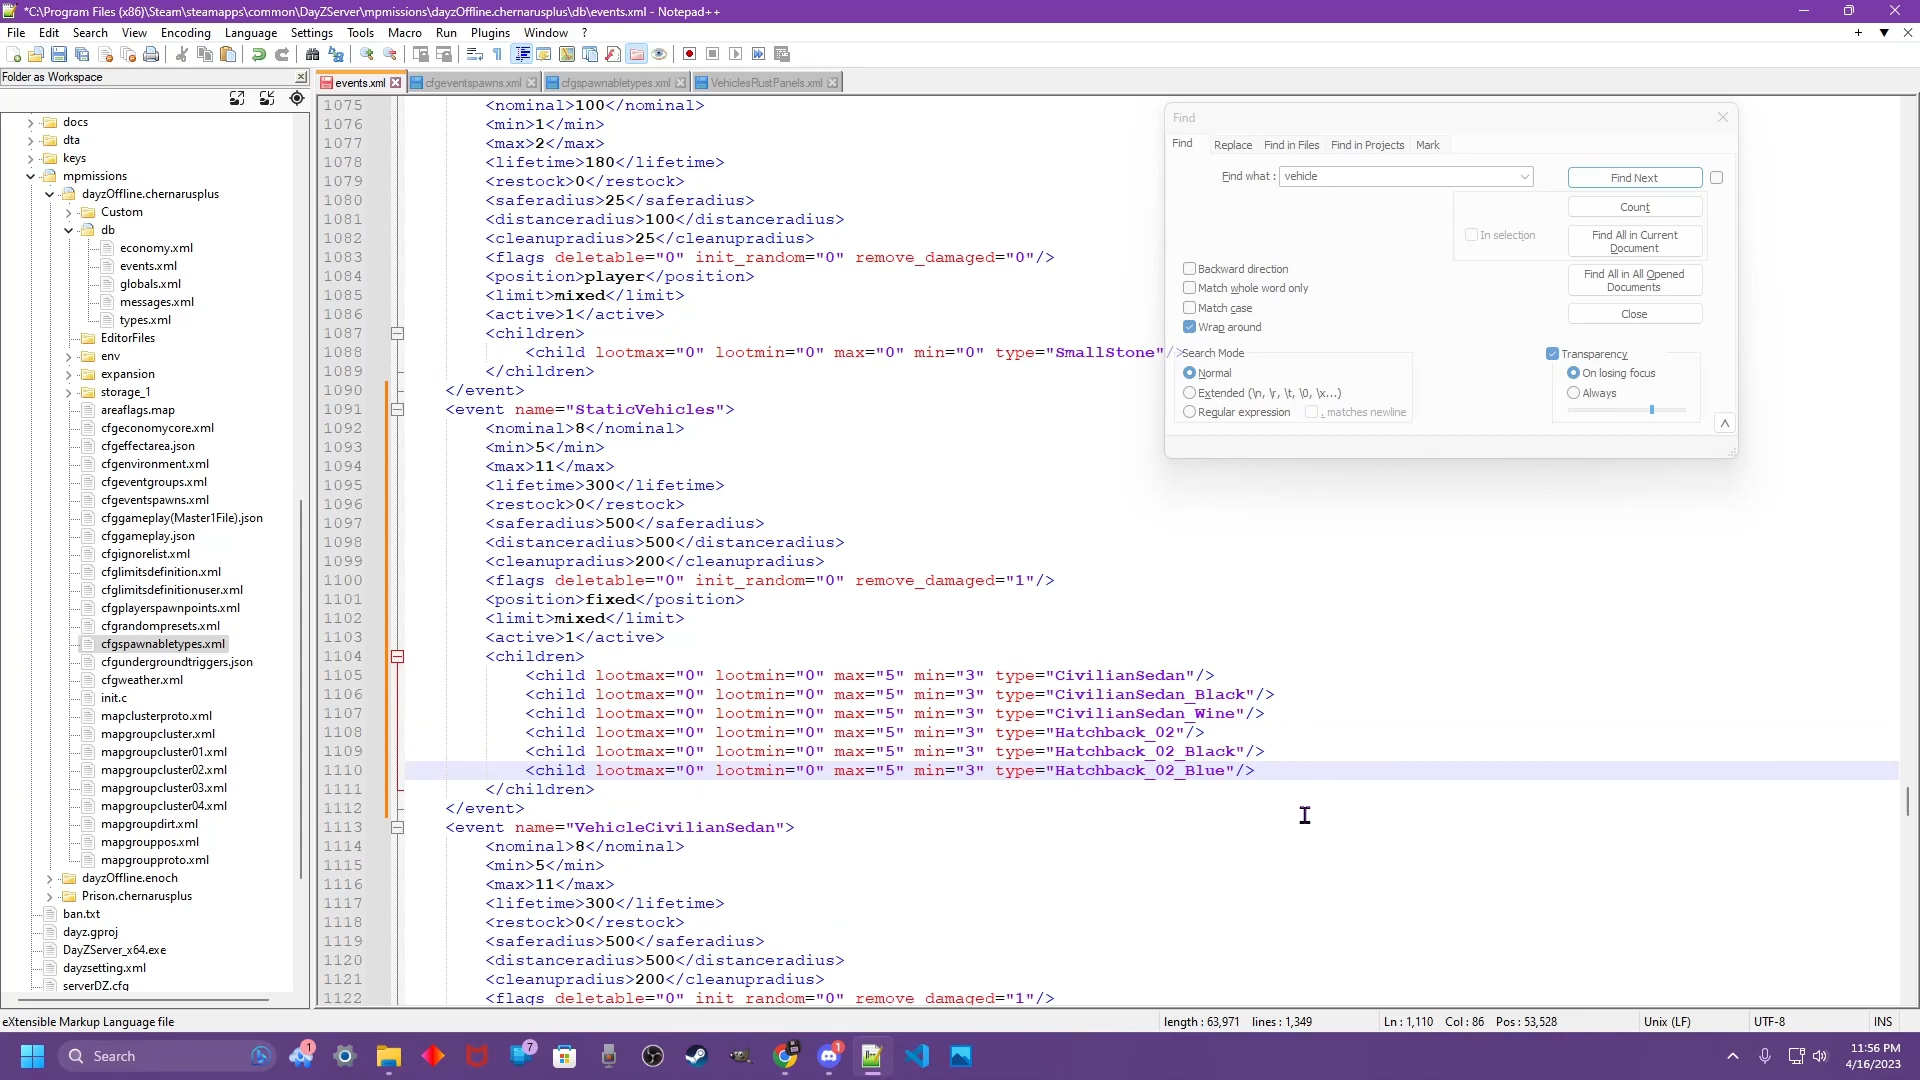 *C:\Program Files (x86)\Steam\steamapps\common\DayZServer\mpmissions\dayzOffline.chernarusplus\db\events.xml - Notepad++
File Edit Search View Encoding Language Settings Tools Macro Run Plugins Window ?
Folder as Workspace
events.xml cfgeventspawns.xml cfgspawnabletypes.xml VehiclesRustPanels.xml
docs
dta
keys
mpmissions
dayzOffline.chernarusplus
Custom
db
economy.xml
events.xml
globals.xml
messages.xml
types.xml
EditorFiles
env
expansion
storage_1
areaflags.map
cfgeconomycore.xml
cfgeffectarea.json
cfgenvironment.xml
cfgeventgroups.xml
cfgeventspawns.xml
cfggameplay(Master1File).json
cfggameplay.json
cfgignorelist.xml
cfglimitsdefinition.xml
cfglimitsdefinitionuser.xml
cfgplayerspawnpoints.xml
cfgrandompresets.xml
cfgspawnabletypes.xml
cfgundergroundtriggers.json
cfgweather.xml
init.c
mapclusterproto.xml
mapgroupcluster.xml
mapgroupcluster01.xml
mapgroupcluster02.xml
mapgroupcluster03.xml
mapgroupcluster04.xml
mapgroupdirt.xml
mapgrouppos.xml
mapgroupproto.xml
dayzOffline.enoch
Prison.chernarusplus
ban.txt
dayz.gproj
DayZServer_x64.exe
dayzsetting.xml
serverDZ.cfg
1075 <nominal>100</nominal>
1076 <min>1</min>
1077 <max>2</max>
1078 <lifetime>180</lifetime>
1079 <restock>0</restock>
1080 <saferadius>25</saferadius>
1081 <distanceradius>100</distanceradius>
1082 <cleanupradius>25</cleanupradius>
1083 <flags deletable="0" init_random="0" remove_damaged="0"/>
1084 <position>player</position>
1085 <limit>mixed</limit>
1086 <active>1</active>
1087 <children>
1088 <child lootmax="0" lootmin="0" max="0" min="0" type="SmallStone"/>
1089 </children>
1090 </event>
1091 <event name="StaticVehicles">
1092 <nominal>8</nominal>
1093 <min>5</min>
1094 <max>11</max>
1095 <lifetime>300</lifetime>
1096 <restock>0</restock>
1097 <saferadius>500</saferadius>
1098 <distanceradius>500</distanceradius>
1099 <cleanupradius>200</cleanupradius>
1100 <flags deletable="0" init_random="0" remove_damaged="1"/>
1101 <position>fixed</position>
1102 <limit>mixed</limit>
1103 <active>1</active>
1104 <children>
1105 <child lootmax="0" lootmin="0" max="5" min="3" type="CivilianSedan"/>
1106 <child lootmax="0" lootmin="0" max="5" min="3" type="CivilianSedan_Black"/>
1107 <child lootmax="0" lootmin="0" max="5" min="3" type="CivilianSedan_Wine"/>
1108 <child lootmax="0" lootmin="0" max="5" min="3" type="Hatchback_02"/>
1109 <child lootmax="0" lootmin="0" max="5" min="3" type="Hatchback_02_Black"/>
1110 <child lootmax="0" lootmin="0" max="5" min="3" type="Hatchback_02_Blue"/>
1111 </children>
1112 </event>
1113 <event name="VehicleCivilianSedan">
1114 <nominal>8</nominal>
1115 <min>5</min>
1116 <max>11</max>
1117 <lifetime>300</lifetime>
1118 <restock>0</restock>
1119 <saferadius>500</saferadius>
1120 <distanceradius>500</distanceradius>
1121 <cleanupradius>200</cleanupradius>
1122 <flags deletable="0" init_random="0" remove_damaged="1"/>
Find
Find Replace Find in Files Find in Projects Mark
Find what : vehicle
Find Next
Count
In selection
Find All in Current Document
Find All in All Opened Documents
Close
Backward direction
Match whole word only
Match case
Wrap around
Search Mode
Normal
Extended (\n, \r, \t, \0, \x...)
Regular expression . matches newline
Transparency
On losing focus
Always
eXtensible Markup Language file length : 63,971 lines : 1,349 Ln : 1,110 Col : 86 Pos : 53,528 Unix (LF) UTF-8 INS
Search 1 7 1
11:56 PM
4/16/2023